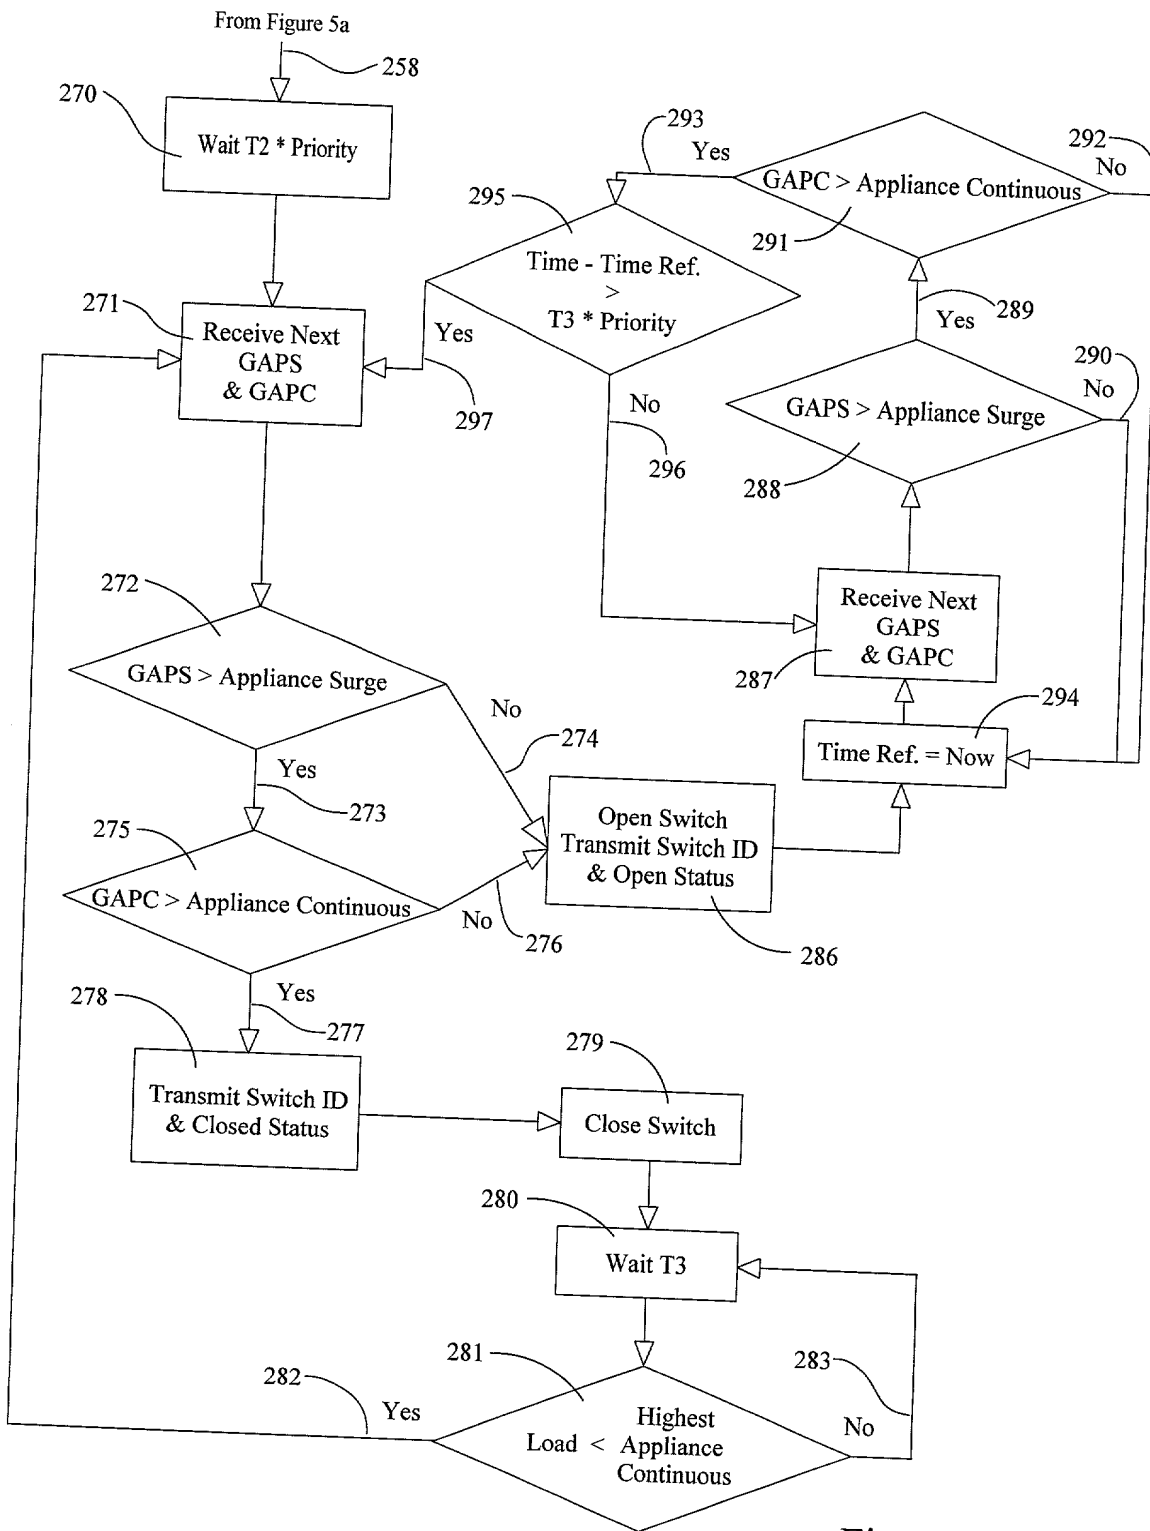 From Figure 5a
258
270
Wait T2 * Priority
271
Receive Next
GAPS
& GAPC
272
GAPS > Appliance Surge
No
274
Yes
273
275
GAPC > Appliance Continuous
No
276
Yes
277
278
Transmit Switch ID
& Closed Status
279
Close Switch
280
Wait T3
281
Load < Highest
Appliance
Continuous
282
Yes
283
No
Open Switch
Transmit Switch ID
& Open Status
286
294
Time Ref. = Now
Receive Next
GAPS
& GAPC
287
GAPS > Appliance Surge
288
Yes
289
290
No
GAPC > Appliance Continuous
291
292
No
293
Yes
295
Time - Time Ref.
>
T3 * Priority
Yes
297
No
296